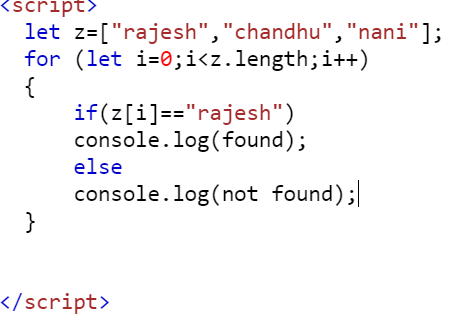 <script>
let z=["rajesh","chandhu","nani"];
for (let i=0;i<z.length;i++)
{
if(z[i]=="rajesh")
console.log(found);
else
console.log(not found);
}
</script>